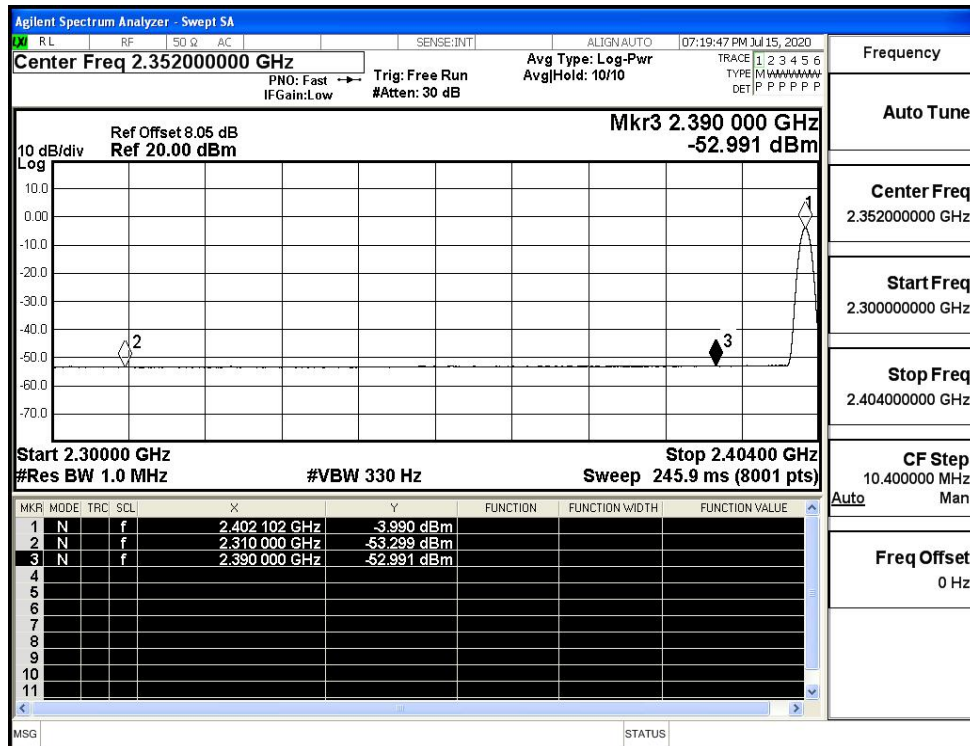 Agilent Spectrum Analyzer - Swept SA
LXI RL RF 50 Ω AC SENSE:INT ALIGN AUTO 07:19:47 PM Jul 15, 2020
Center Freq 2.352000000 GHz
PNO: Fast
IFGain:Low
Trig: Free Run
#Atten: 30 dB
Avg Type: Log-Pwr
Avg|Hold: 10/10
TRACE 1 2 3 4 5 6
TYPE M WWWWW
DET P P P P P P
Ref Offset 8.05 dB
10 dB/div Ref 20.00 dBm
Log
Mkr3 2.390 000 GHz
-52.991 dBm
10.0
0.00
-10.0
-20.0
-30.0
-40.0
-50.0
-60.0
-70.0
1
2
3
Start 2.30000 GHz Stop 2.40400 GHz
#Res BW 1.0 MHz #VBW 330 Hz Sweep 245.9 ms (8001 pts)
MKR MODE TRC SCL X Y FUNCTION FUNCTION WIDTH FUNCTION VALUE
1 N f 2.402 102 GHz -3.990 dBm
2 N f 2.310 000 GHz -53.299 dBm
3 N f 2.390 000 GHz -52.991 dBm
4
5
6
7
8
9
10
11
MSG STATUS
Frequency
Auto Tune
Center Freq
2.352000000 GHz
Start Freq
2.300000000 GHz
Stop Freq
2.404000000 GHz
CF Step
10.400000 MHz
Auto Man
Freq Offset
0 Hz